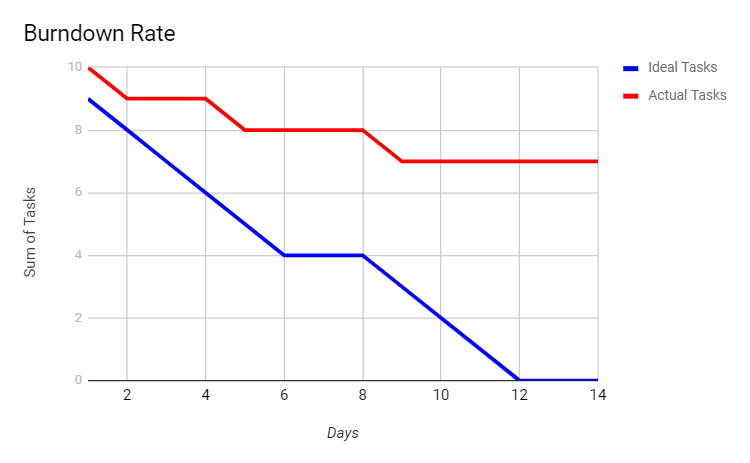 Burndown Rate
Ideal Tasks
Actual Tasks
10
8
6
4
2
0
Sum of Tasks
2 4 6 8 10 12 14
Days